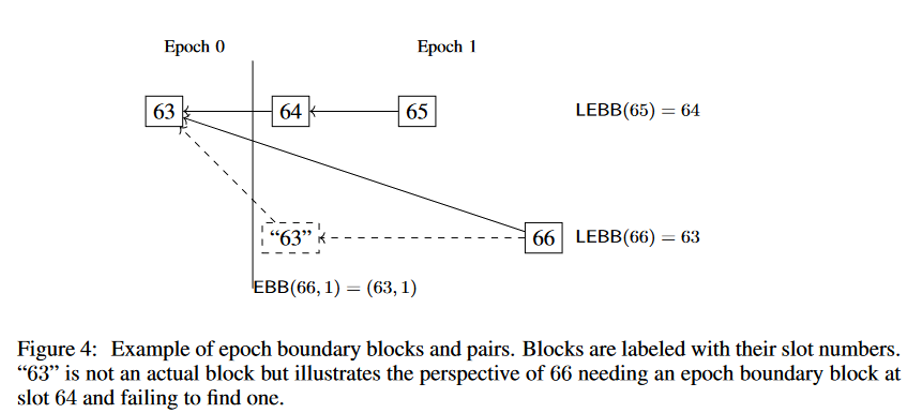 Epoch 0 Epoch 1
63 64 65 LEBB(65) = 64
“63” 66 LEBB(66) = 63
EBB(66, 1) = (63, 1)
Figure 4: Example of epoch boundary blocks and pairs. Blocks are labeled with their slot numbers.
“63” is not an actual block but illustrates the perspective of 66 needing an epoch boundary block at
slot 64 and failing to find one.